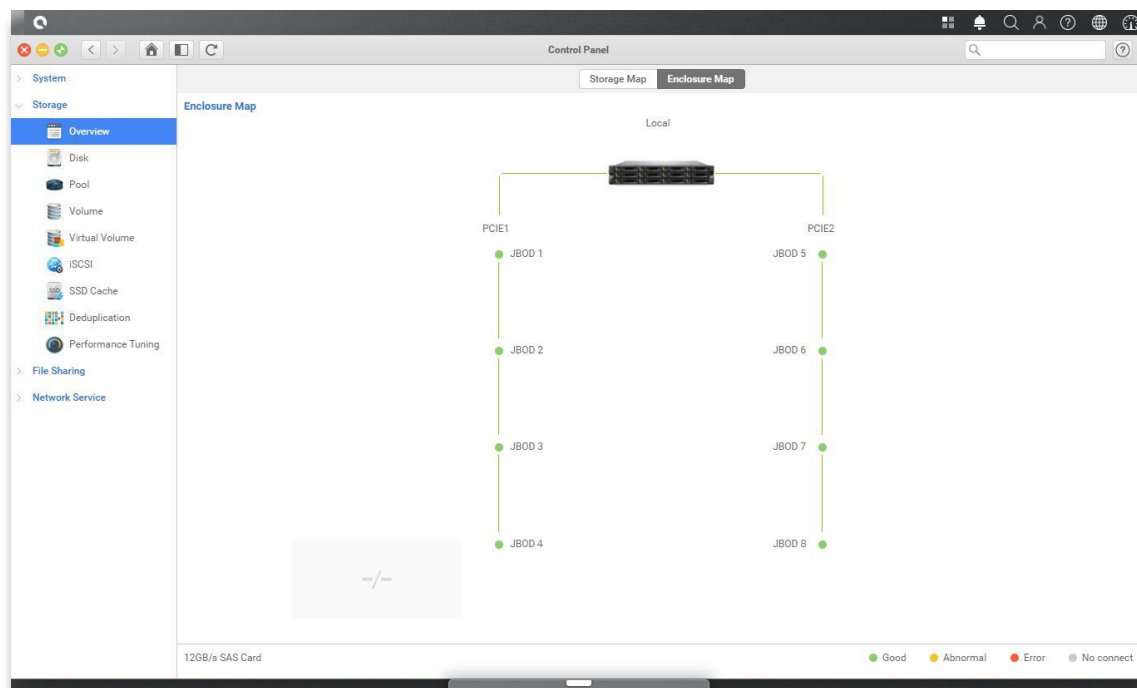 Control Panel
System
Storage
Overview
Disk
Pool
Volume
Virtual Volume
iSCSI
SSD Cache
Deduplication
Performance Tuning
File Sharing
Network Service
Storage Map Enclosure Map
Enclosure Map
Local
PCIE1 PCIE2
JBOD 1 JBOD 5
JBOD 2 JBOD 6
JBOD 3 JBOD 7
JBOD 4 JBOD 8
-/-
12GB/s SAS Card
Good Abnormal Error No connect